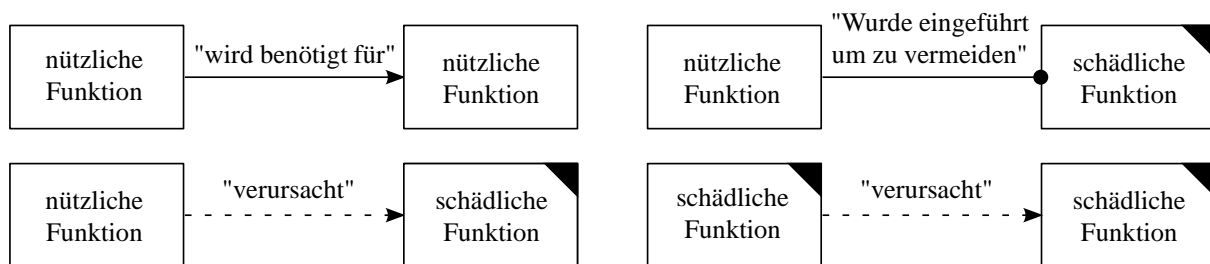 nützliche
Funktion
"wird benötigt für"
nützliche
Funktion
nützliche
Funktion
"Wurde eingeführt
um zu vermeiden"
schädliche
Funktion
nützliche
Funktion
"verursacht"
schädliche
Funktion
schädliche
Funktion
"verursacht"
schädliche
Funktion